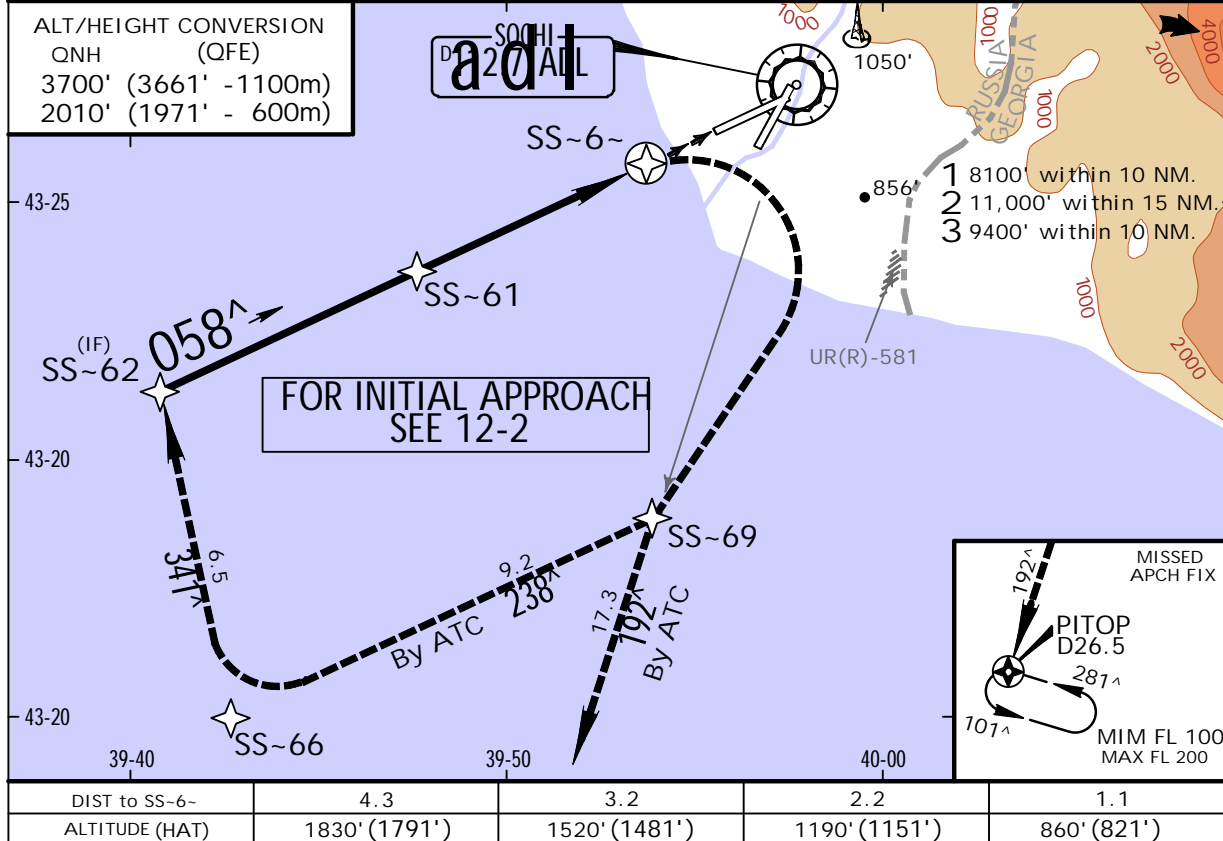 ALT/HEIGHT CONVERSION
QNH (QFE)
3700' (3661' -1100m)
2010' (1971' - 600m)
SOCHI
D 112.7 ADL
adl
1000
1050'
1000
2000
4000
RUSSIA
GEORGIA
1000
SS~6~
43-25
856'
1 8100' within 10 NM.
2 11,000' within 15 NM.
3 9400' within 10 NM.
SS~61
1000
2000
UR(R)-581
(IF)
SS~62
058^
FOR INITIAL APPROACH
SEE 12-2
43-20
SS~69
341^
6.5
9.2
238^
By ATC
17.3
192^
By ATC
MISSED
APCH FIX
192^
PITOP
D26.5
281^
101^
MIM FL 100
MAX FL 200
43-20
SS~66
39-40
39-50
40-00
DIST to SS~6~ 4.3 3.2 2.2 1.1
ALTITUDE (HAT) 1830' (1791') 1520' (1481') 1190' (1151') 860' (821')